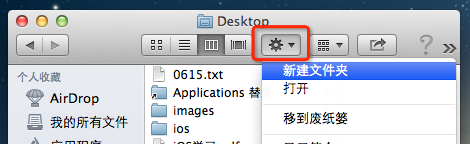 Desktop
个人收藏
AirDrop
我的所有文件
0615.txt
Applications 替
images
ios
新建文件夹
打开
移到废纸篓